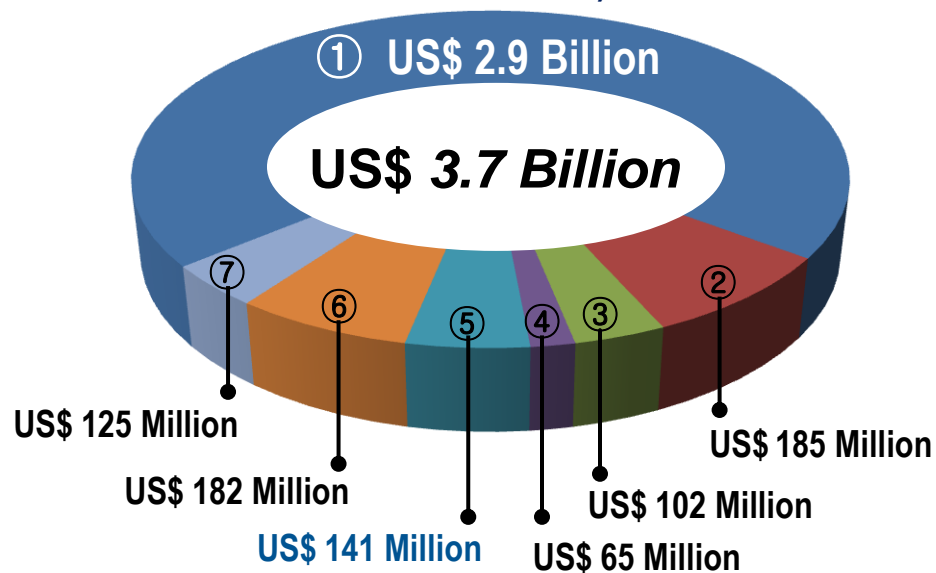 ① US$ 2.9 Billion
US$ 3.7 Billion
⑦
②
⑥
③
⑤
④
US$ 125 Million
US$ 185 Million
US$ 182 Million
US$ 102 Million
US$ 141 Million
US$ 65 Million